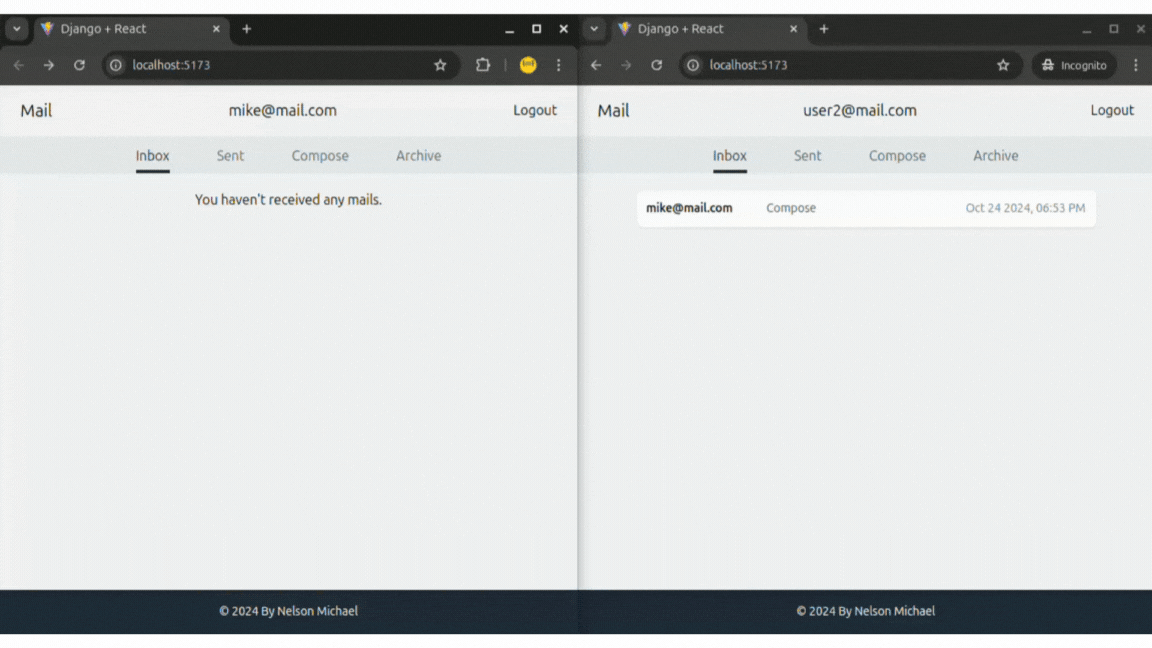 Django + React
localhost:5173
Mail mike@mail.com Logout
Inbox Sent Compose Archive
You haven't received any mails.
© 2024 By Nelson Michael
Django + React
localhost:5173 Incognito
Mail user2@mail.com Logout
Inbox Sent Compose Archive
mike@mail.com Compose Oct 24 2024, 06:53 PM
© 2024 By Nelson Michael